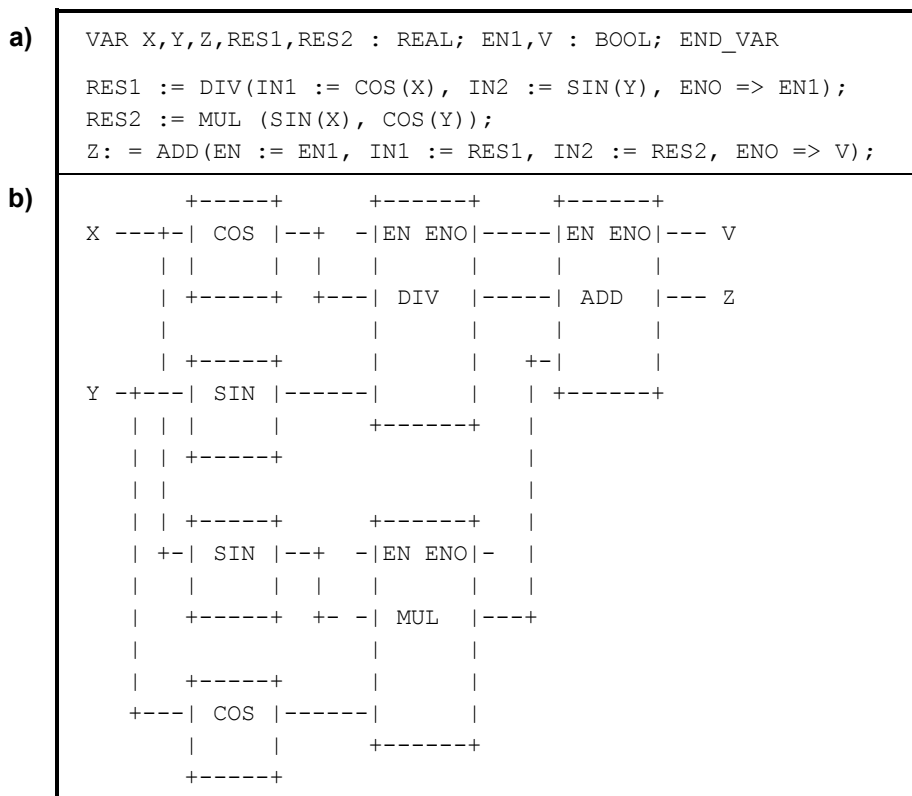 a)
VAR X,Y,Z,RES1,RES2 : REAL; EN1,V : BOOL; END_VAR
RES1 := DIV(IN1 := COS(X), IN2 := SIN(Y), ENO => EN1);
RES2 := MUL (SIN(X), COS(Y));
Z: = ADD(EN := EN1, IN1 := RES1, IN2 := RES2, ENO => V);
b)
       +-----+      +------+     +------+
X ---+-| COS |--+  -|EN ENO|-----|EN ENO|--- V
     | |     |  |   |      |     |      |
     | +-----+  +---| DIV  |-----| ADD  |--- Z
     |              |      |     |      |
     | +-----+      |      |   +-|      |
Y -+---| SIN |------|      |   | +------+
   | | |     |      +------+   |
   | | +-----+                 |
   | |                         |
   | | +-----+      +------+   |
   | +-| SIN |--+  -|EN ENO|-  |
   |   |     |  |   |      |   |
   |   +-----+  +- -| MUL  |---+
   |                |      |
   |   +-----+      |      |
   +---| COS |------|      |
       |     |      +------+
       +-----+